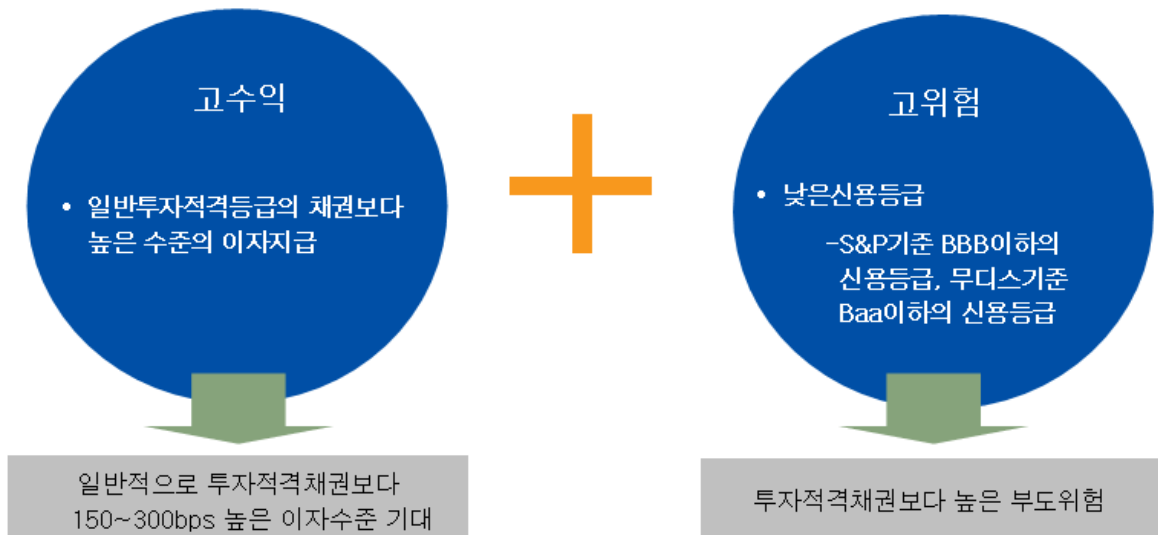 고수익
• 일반투자적격등급의 채권보다
높은 수준의 이자지급
일반적으로 투자적격채권보다
150~300bps 높은 이자수준 기대
고위험
• 낮은신용등급
-S&P기준 BBB이하의
신용등급, 무디스기준
Baa이하의 신용등급
투자적격채권보다 높은 부도위험